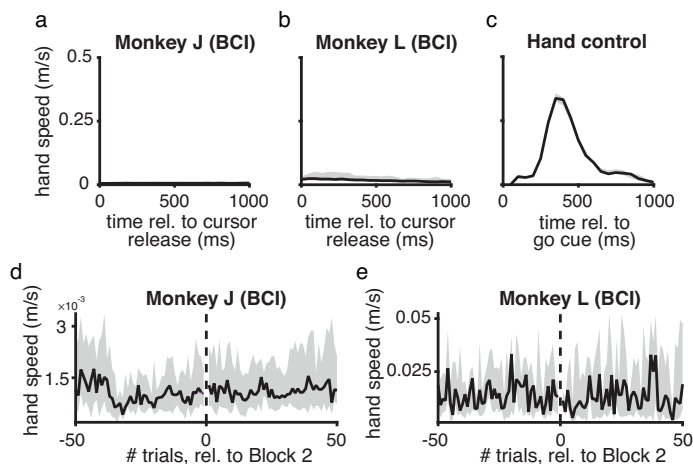 a
b
c
Monkey J (BCI)
Monkey L (BCI)
Hand control
hand speed (m/s)
0.5
0.25
0
0
500
1000
time rel. to cursor
release (ms)
0
500
1000
time rel. to cursor
release (ms)
0
500
1000
time rel. to
go cue (ms)
d
e
Monkey J (BCI)
hand speed (m/s)
×10⁻³
3
1.5
-50
0
50
# trials, rel. to Block 2
Monkey L (BCI)
hand speed (m/s)
0.05
0.025
-50
0
50
# trials, rel. to Block 2